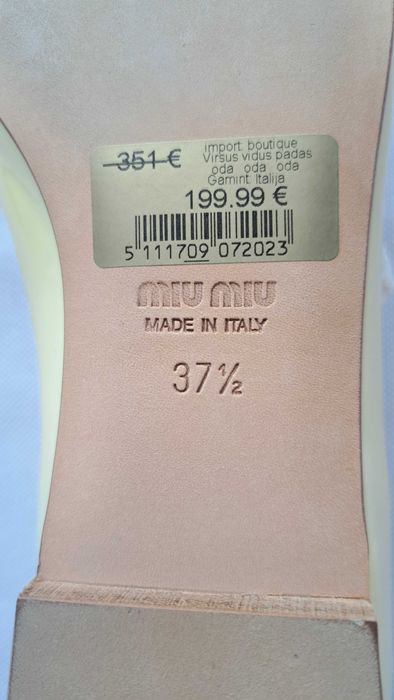 351 €
import boutique
Viršus vidus padas
oda oda oda
Gamint Italija
199.99 €
5 111709 072023
MIU MIU
MADE IN ITALY
37½